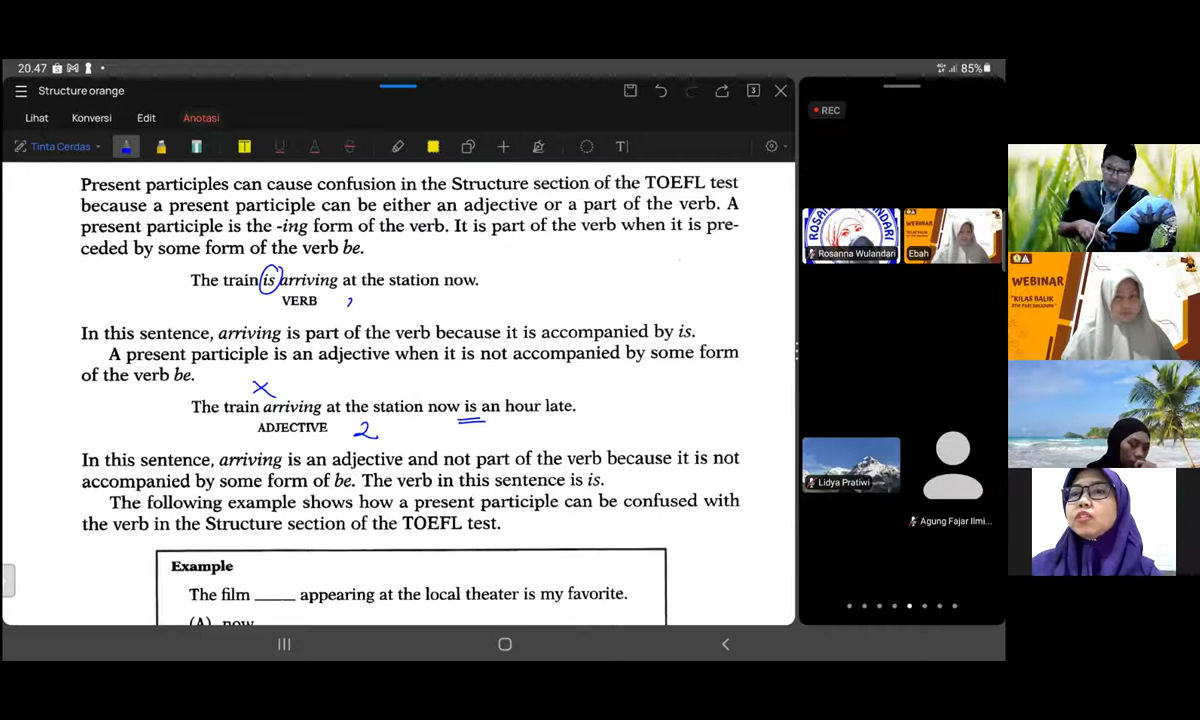 20.47
85%
Structure orange
3
Lihat Konversi Edit Anotasi
Tinta Cerdas
Present participles can cause confusion in the Structure section of the TOEFL test
because a present participle can be either an adjective or a part of the verb. A
present participle is the -ing form of the verb. It is part of the verb when it is pre-
ceded by some form of the verb be.
The train is arriving at the station now.
VERB
In this sentence, arriving is part of the verb because it is accompanied by is.
A present participle is an adjective when it is not accompanied by some form
of the verb be.
x
The train arriving at the station now is an hour late.
ADJECTIVE 2
In this sentence, arriving is an adjective and not part of the verb because it is not
accompanied by some form of be. The verb in this sentence is is.
The following example shows how a present participle can be confused with
the verb in the Structure section of the TOEFL test.
Example
The film _____ appearing at the local theater is my favorite.
(A) now
REC
Rosanna Wulandari
Ebah
Lidya Pratiwi
Agung Fajar Ilmi...
WEBINAR
WEBINAR
"KILAS BALIK